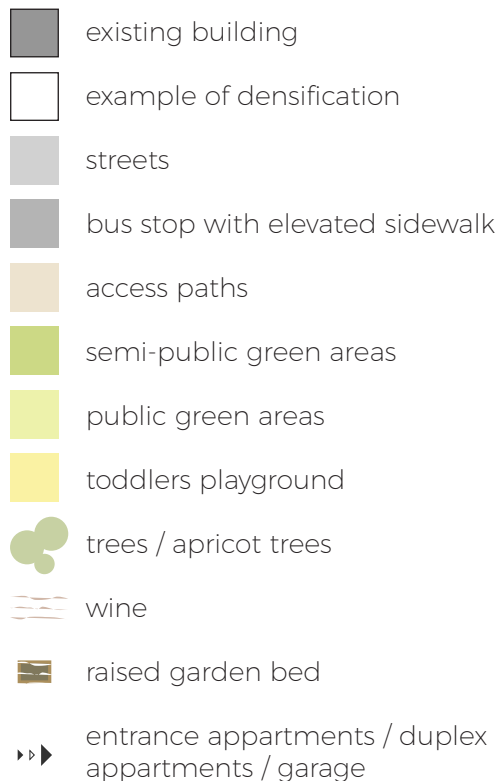 existing building
example of densification
streets
bus stop with elevated sidewalk
access paths
semi-public green areas
public green areas
toddlers playground
trees / apricot trees
wine
raised garden bed
entrance appartments / duplex
appartments / garage